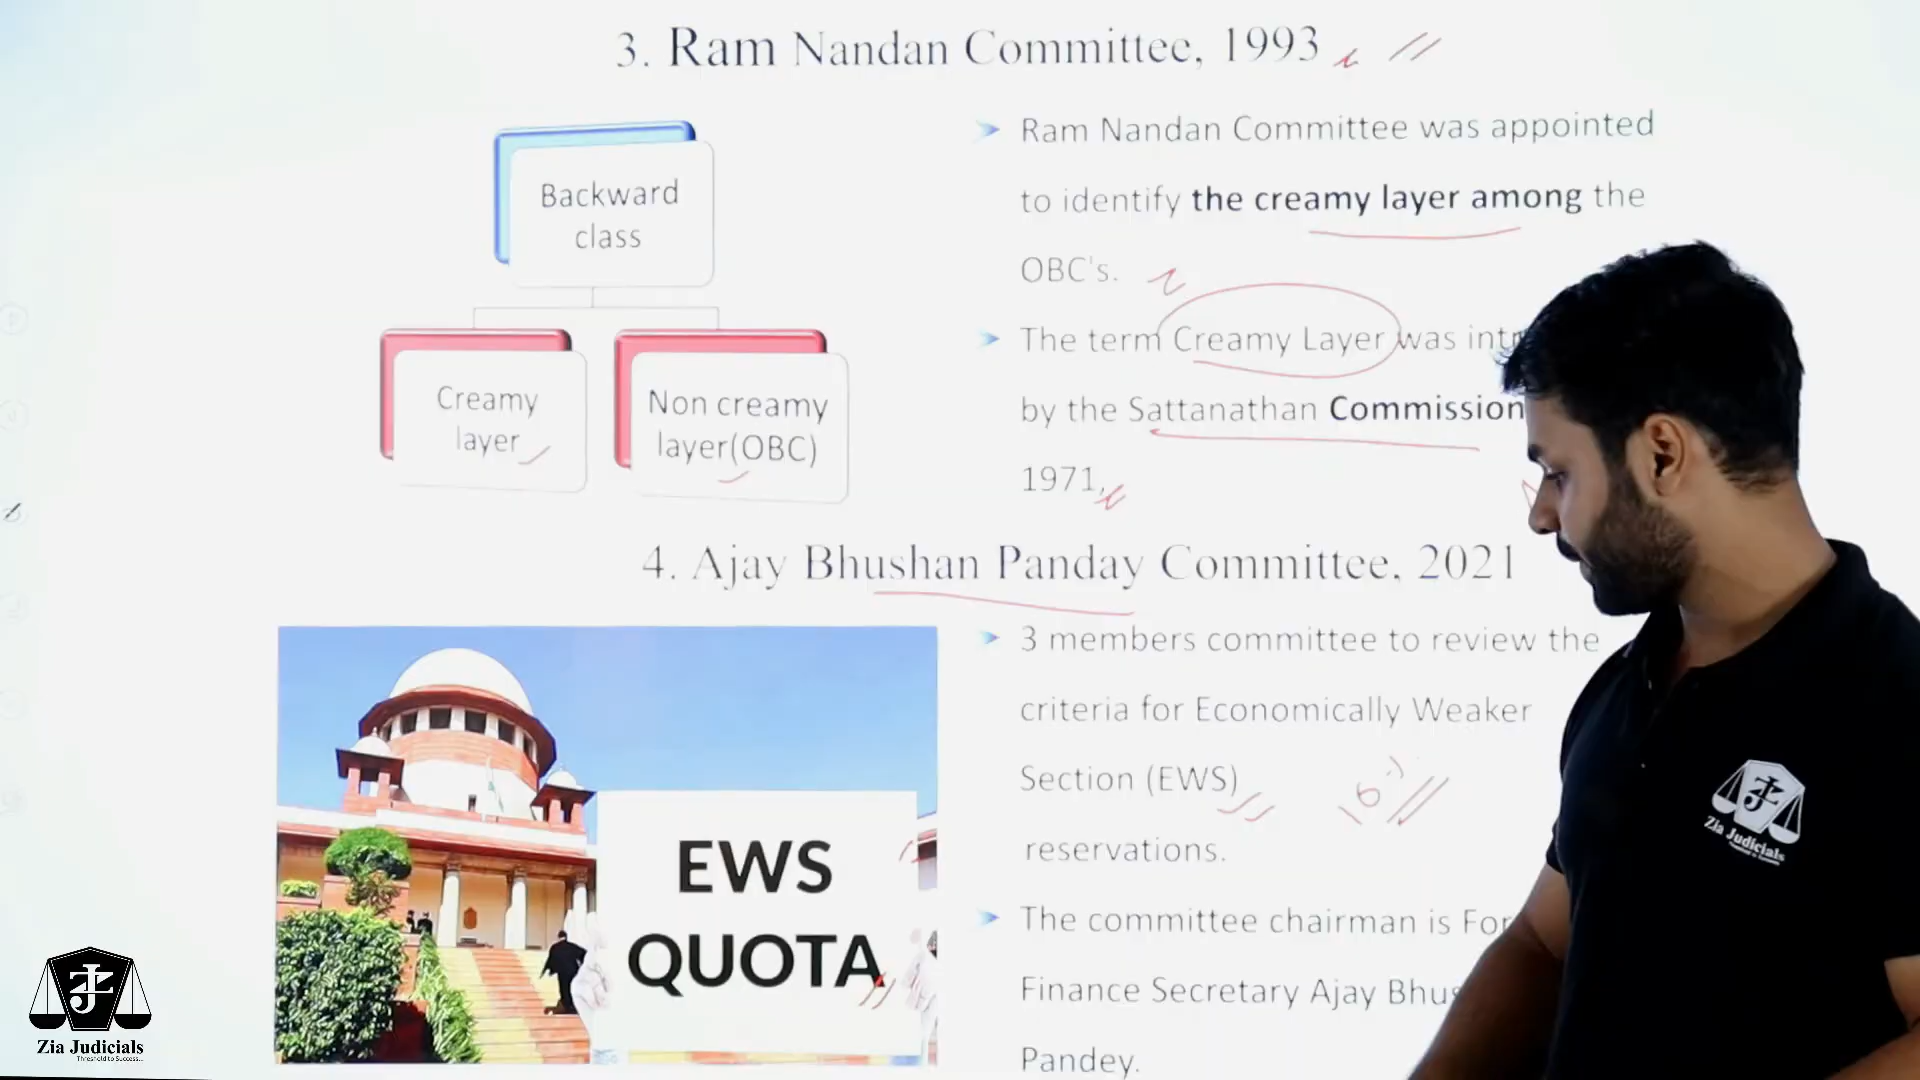 3. Ram Nandan Committee, 1993
Backward
class
Creamy
layer
Non creamy
layer(OBC)
Ram Nandan Committee was appointed
to identify the creamy layer among the
OBC's.
The term Creamy Layer was
by the Sattanathan Commission
1971,
4. Ajay Bhushan Panday Committee, 2021
3 members committee to review the
criteria for Economically Weaker
Section (EWS)
reservations.
The committee chairman is
Finance Secretary Ajay
Pandey.
EWS
QUOTA
Zia Judicials
Threshold to Success...
Zia Judicials